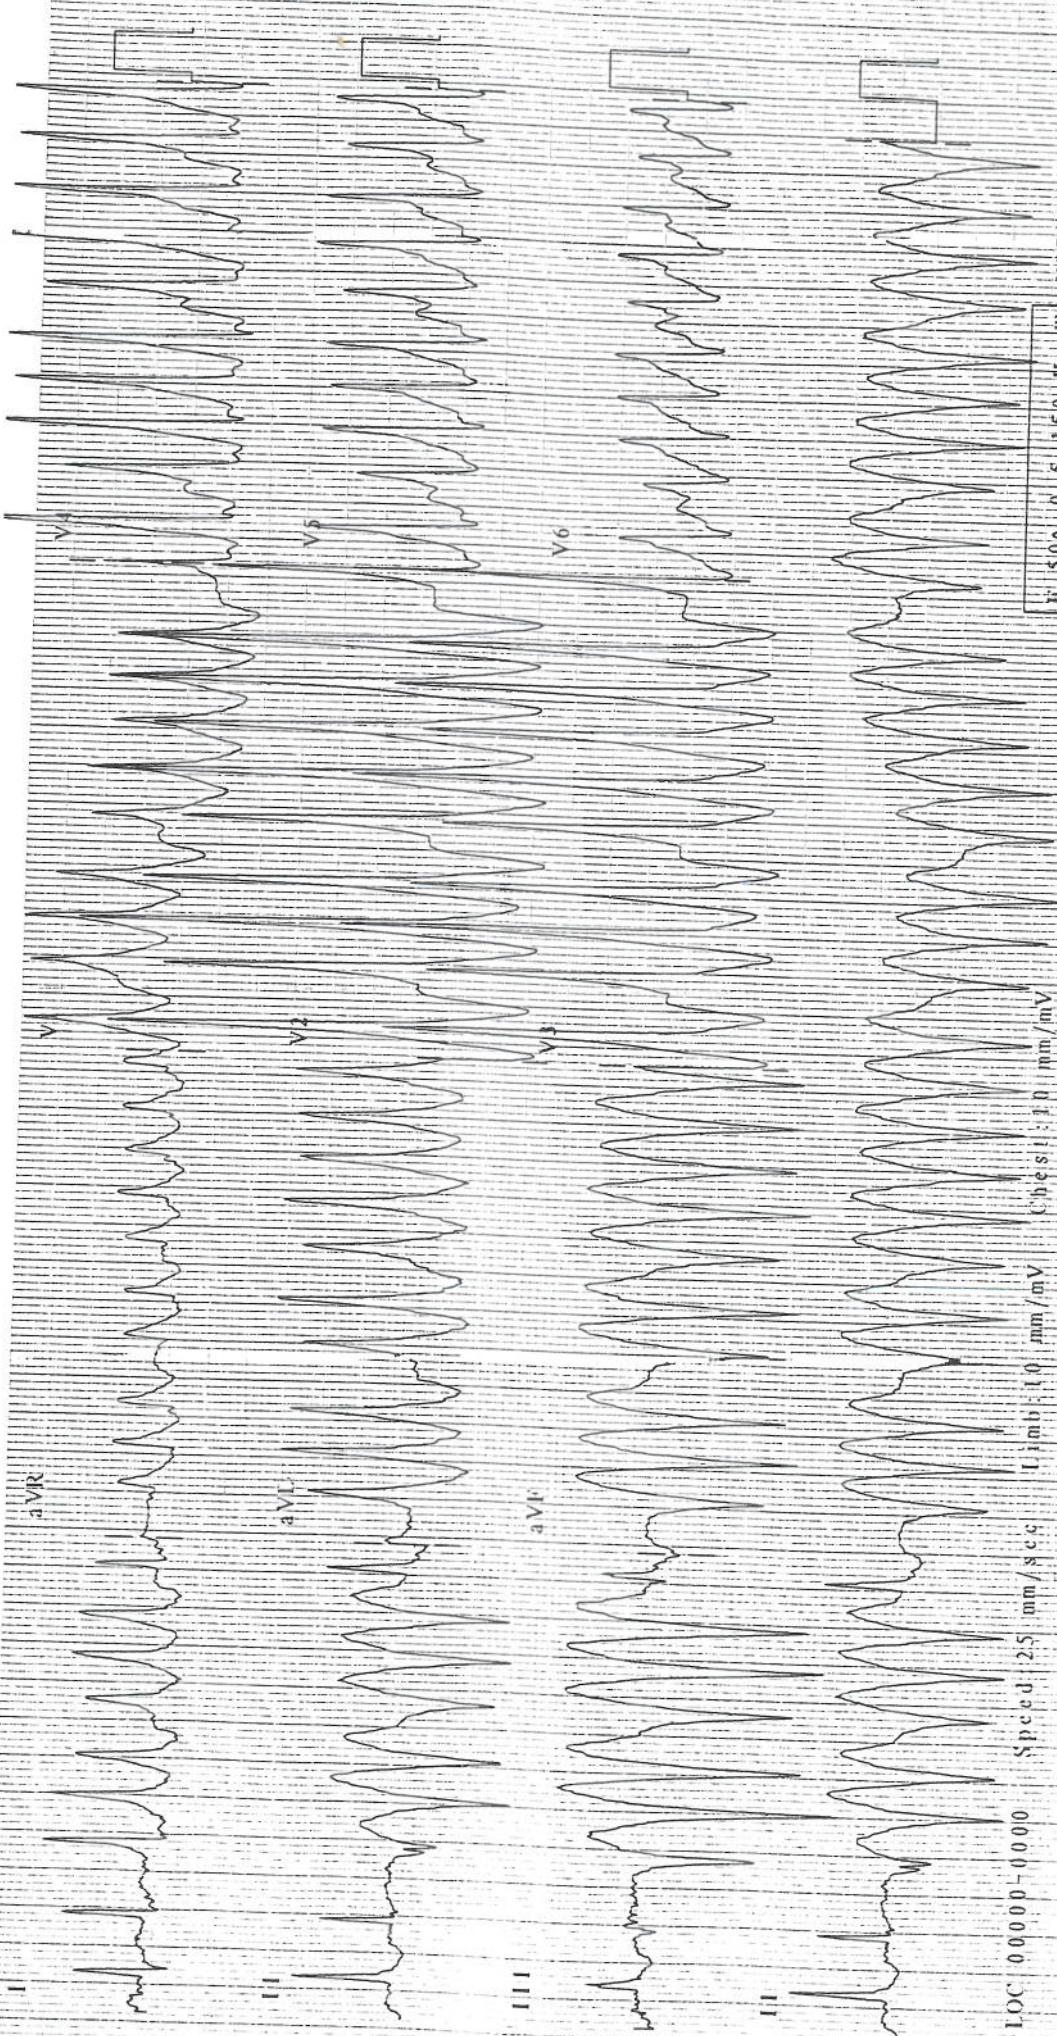 I aVR V1 V4
II aVL V2 V5
III aVF V3 V6
II
LOC 00000-0000 Speed:25 mm/sec Limb:10 mm/mV Chest:10 mm/mV